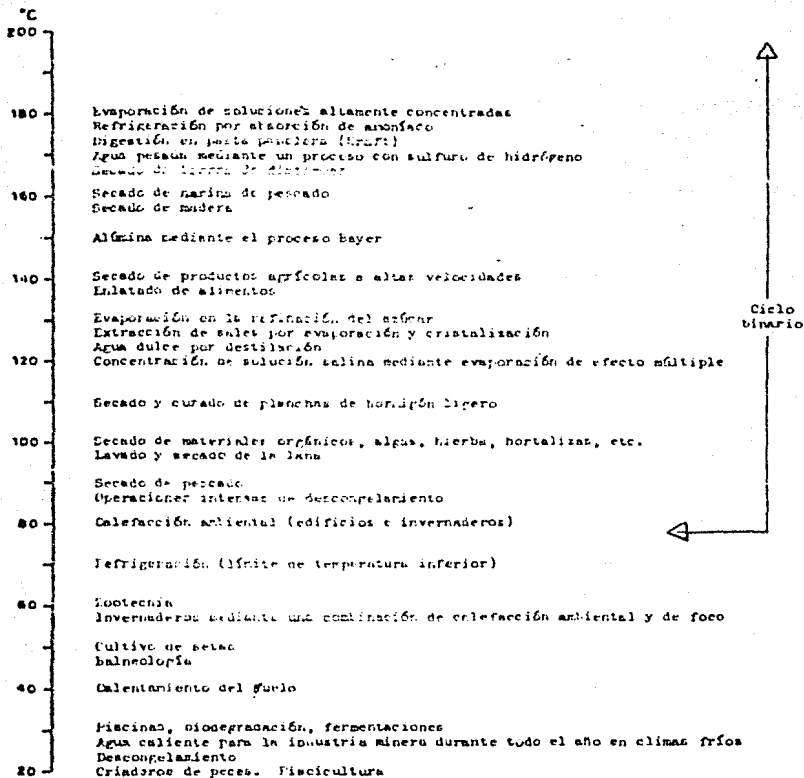 °C
200
180
Evaporación de soluciones altamente concentradas
Refrigeración por absorción de amoníaco
Digestión en pasta papelera (Kraft)
Agua pesada mediante un proceso con sulfuro de hidrógeno
Secado de tierra de diatomeas
160
Secado de harina de pescado
Secado de madera
Alúmina mediante el proceso bayer
140
Secado de productos agrícolas a altas velocidades
Enlatado de alimentos
Evaporación en la refinación del azúcar
Extracción de sales por evaporación y cristalización
Agua dulce por destilación
120
Concentración de solución salina mediante evaporación de efecto múltiple
Ciclo
binario
Secado y curado de planchas de hormigón ligero
100
Secado de materiales orgánicos, algas, hierba, hortalizas, etc.
Lavado y secado de la lana
Secado de pescado
Operaciones intensas de descongelamiento
80
Calefacción ambiental (edificios e invernaderos)
Refrigeración (límite de temperatura inferior)
60
Zootecnia
Invernaderos mediante una combinación de calefacción ambiental y de foco
Cultivo de setas
balneología
40
Calentamiento del suelo
Piscinas, biodegradación, fermentaciones
Agua caliente para la industria minera durante todo el año en climas fríos
Descongelamiento
20
Criaderos de peces. Piscicultura